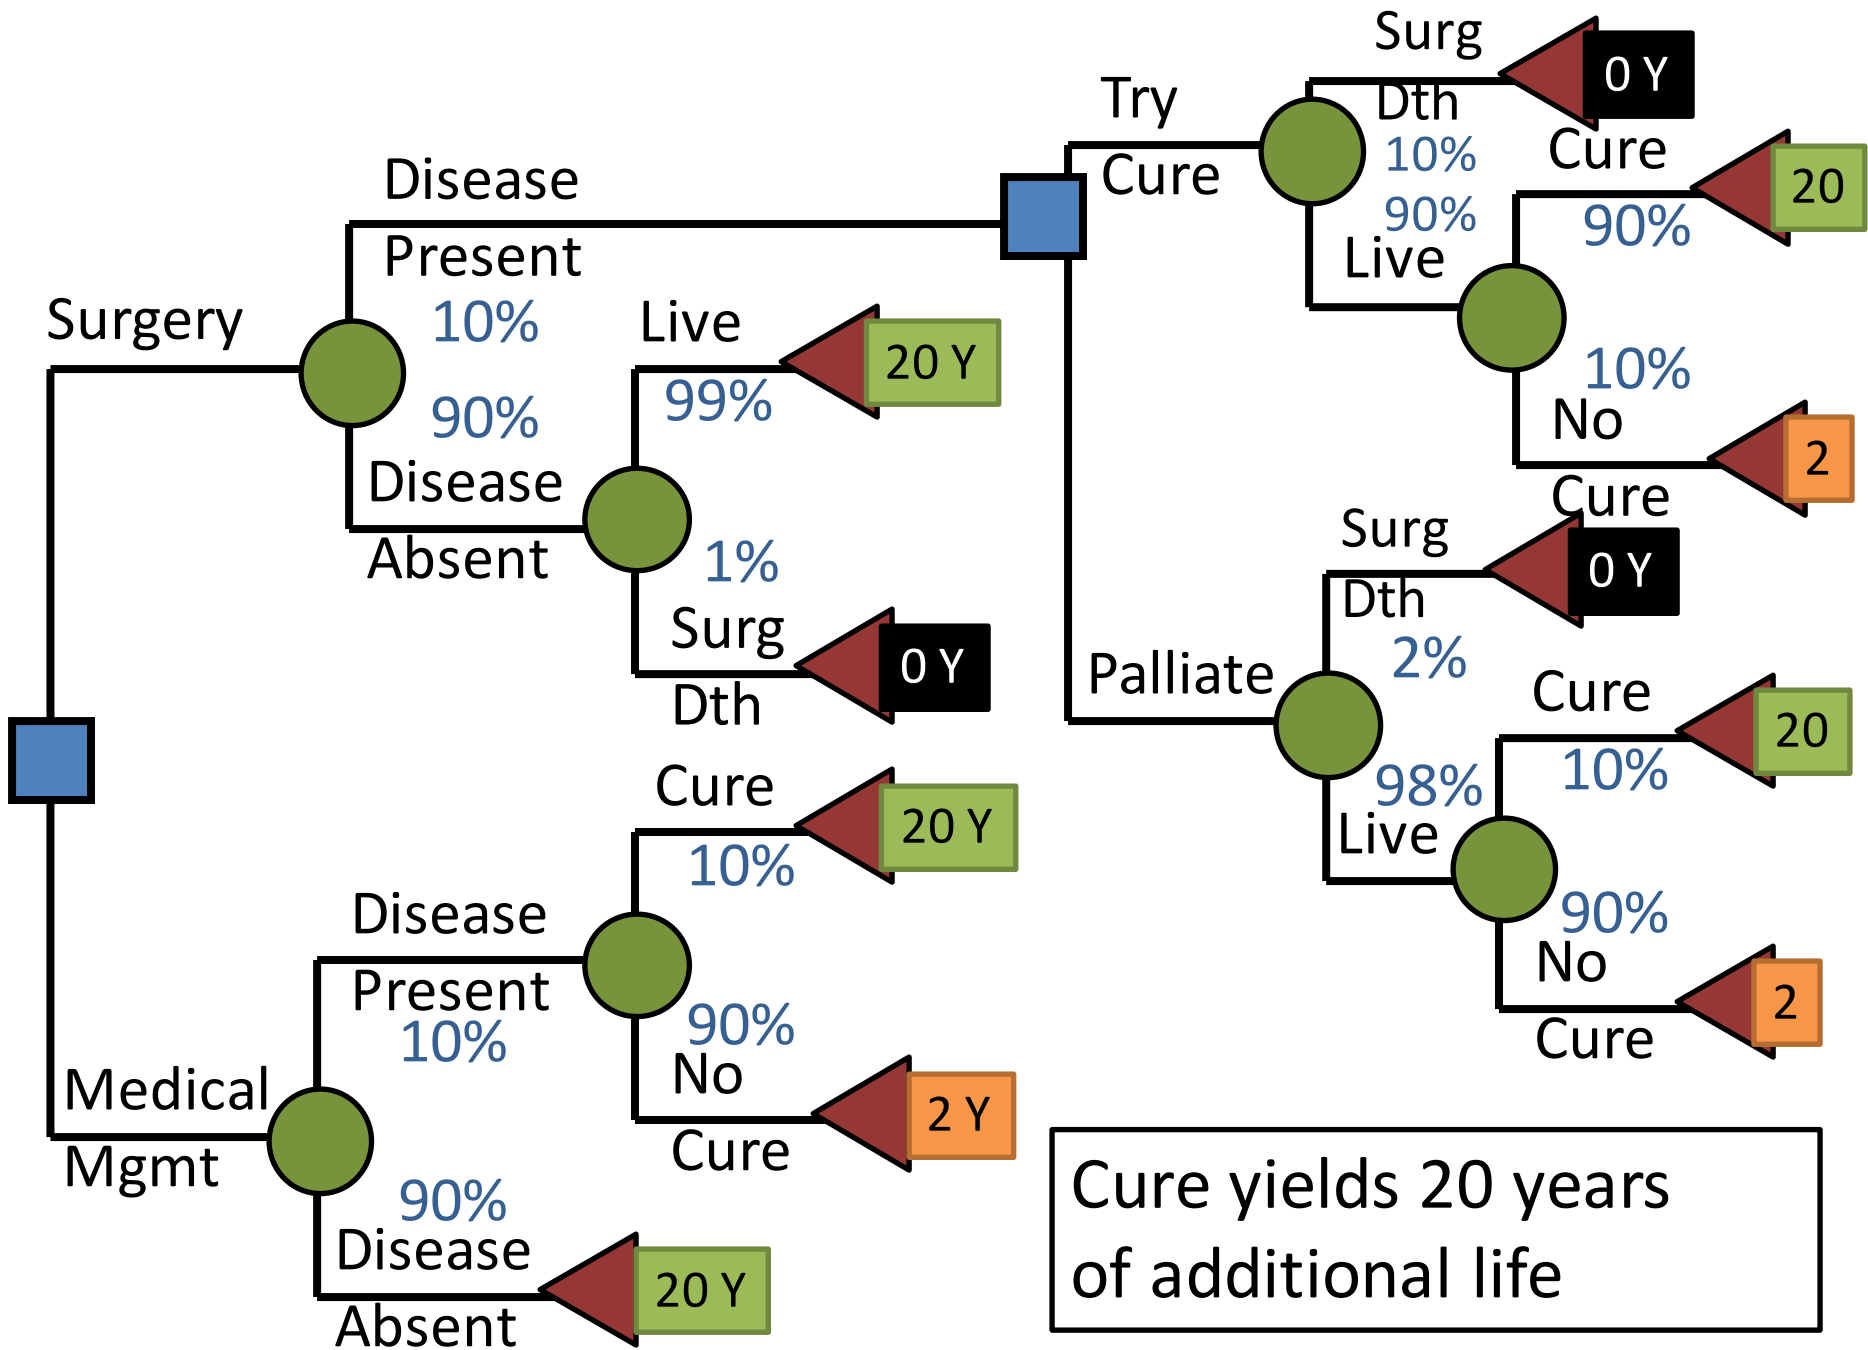 Surgery
Disease
Present
10%
90%
Disease
Absent
Live
99%
20 Y
1%
Surg
Dth
0 Y
Try
Cure
Surg
Dth
10%
0 Y
90%
Live
Cure
90%
20
10%
No
Cure
2
Palliate
Surg
Dth
2%
0 Y
98%
Live
Cure
10%
20
90%
No
Cure
2
Medical
Mgmt
Disease
Present
10%
Cure
10%
20 Y
90%
No
Cure
2 Y
90%
Disease
Absent
20 Y
Cure yields 20 years
of additional life